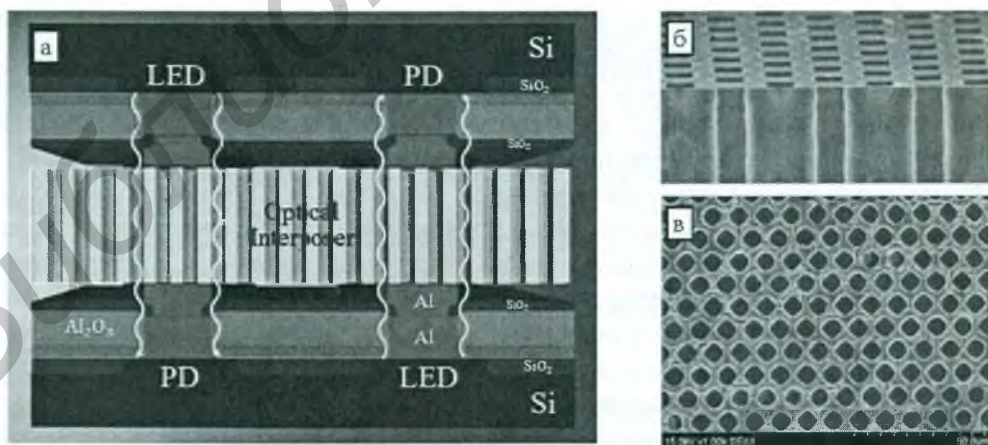 а
Si
LED
PD
SiO₂
SiO₂
Optical
Interposer
Al
SiO₂
Al₂O₃
Al
SiO₂
PD
LED
Si
б
в